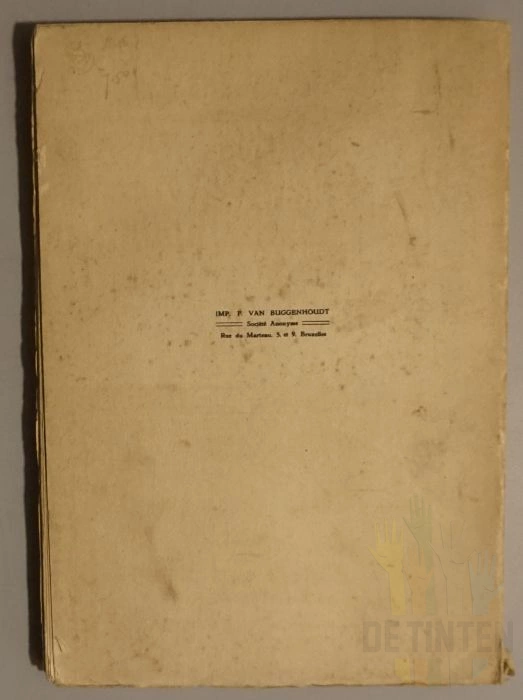 IMP. F. VAN BUGGENHOUDT
Société Anonyme
Rue du Marteau, 5 et 9, Bruxelles
DE TINTEN